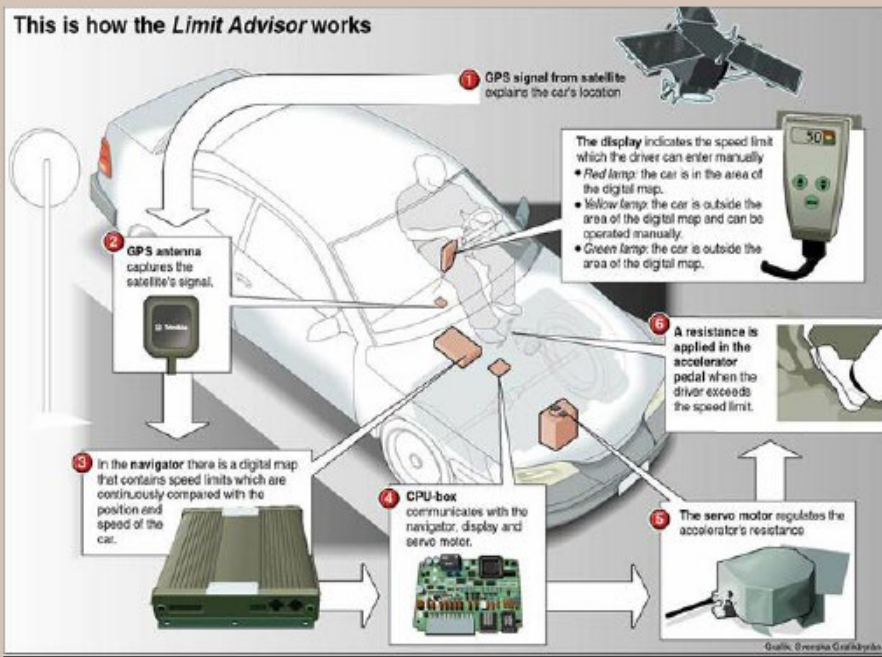 This is how the Limit Advisor works
1 GPS signal from satellite
explains the car's location
The display indicates the speed limit
which the driver can enter manually
• Red lamp: the car is in the area of
the digital map.
• Yellow lamp: the car is outside the
area of the digital map and can be
operated manually.
• Green lamp: the car is outside the
area of the digital map.
50
2
GPS antenna
captures the
satellite's signal.
Trimble
3 In the navigator there is a digital map
that contains speed limits which are
continuously compared with the
position and
speed of the
car.
4 CPU-box
communicates with the
navigator, display and
servo motor.
5 The servo motor regulates the
accelerator's resistance
6 A resistance is
applied in the
accelerator
pedal when the
driver exceeds
the speed limit.
Grafik: Svenska Grafikbyrån